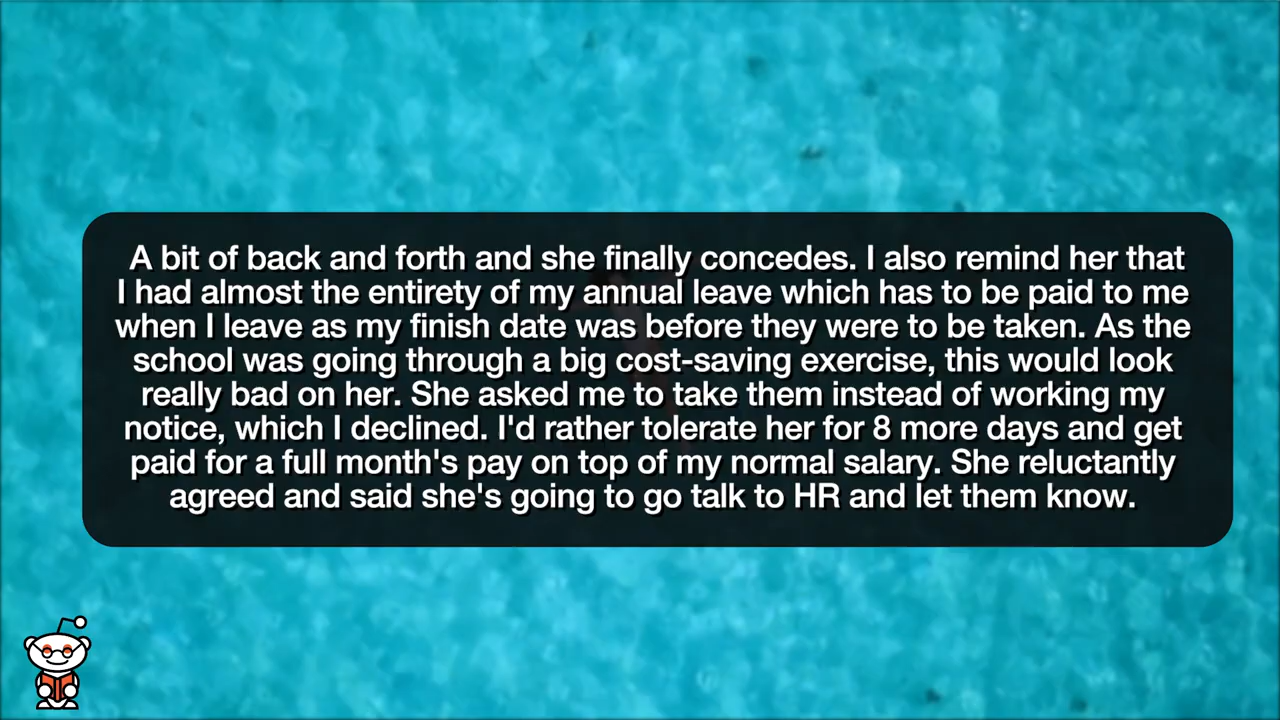 A bit of back and forth and she finally concedes. I also remind her that
I had almost the entirety of my annual leave which has to be paid to me
when I leave as my finish date was before they were to be taken. As the
school was going through a big cost-saving exercise, this would look
really bad on her. She asked me to take them instead of working my
notice, which I declined. I'd rather tolerate her for 8 more days and get
paid for a full month's pay on top of my normal salary. She reluctantly
agreed and said she's going to go talk to HR and let them know.